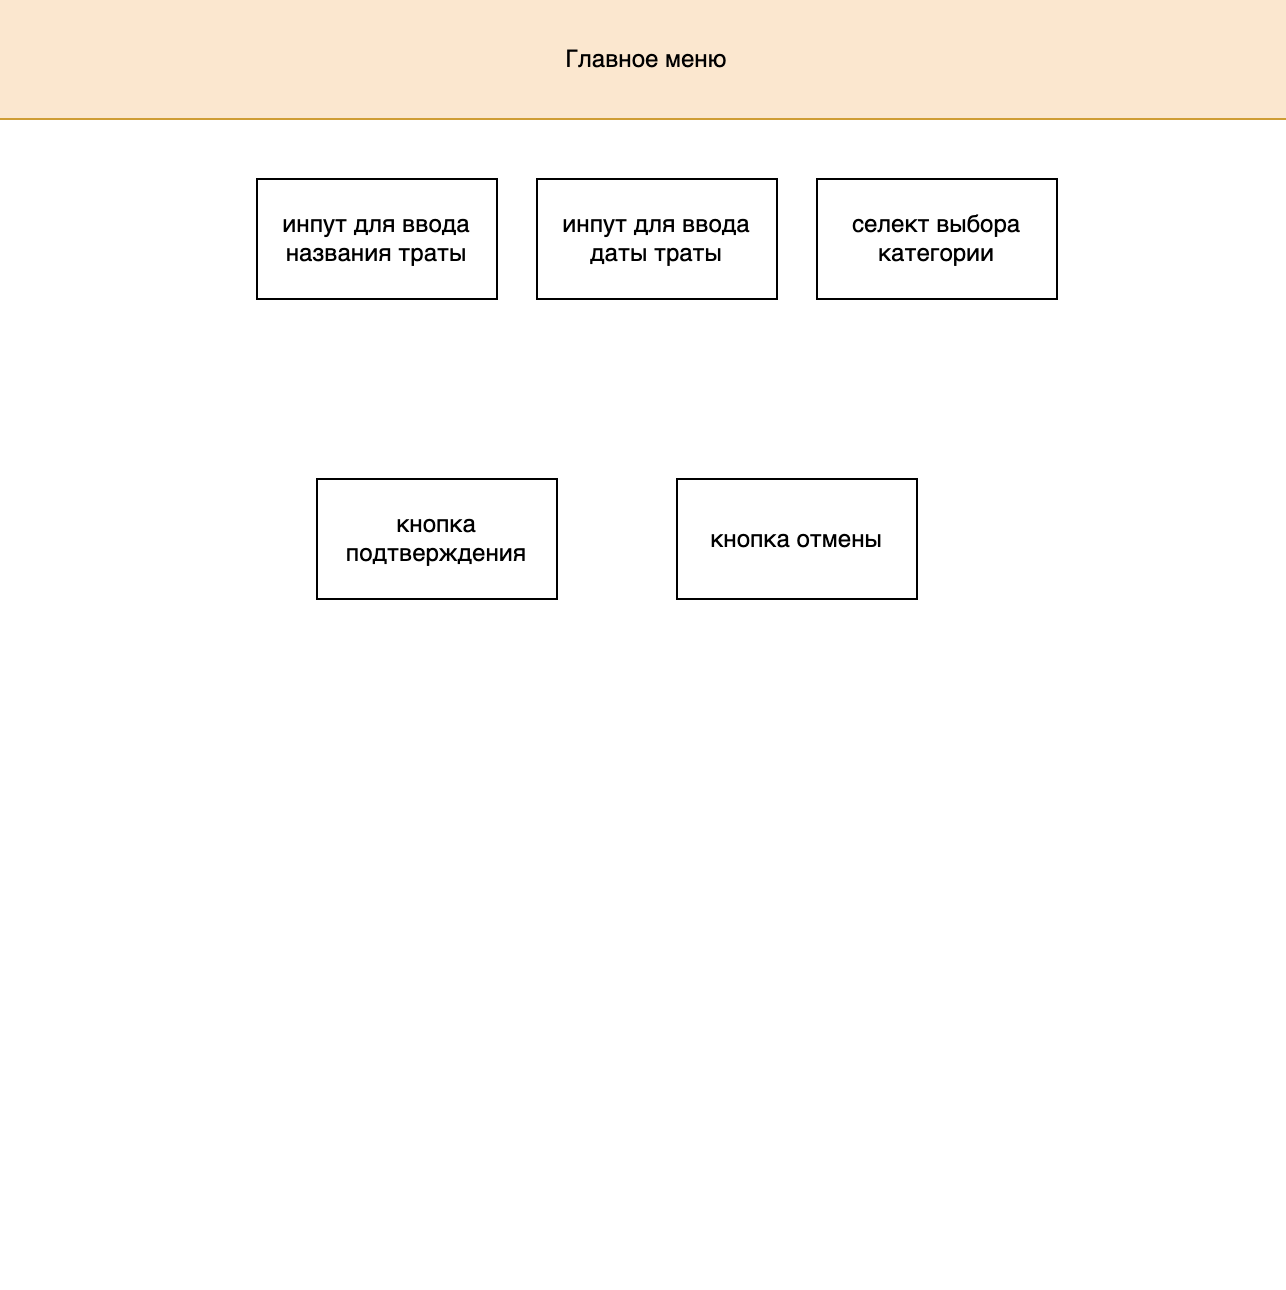 Главное меню
инпут для ввода
названия траты
инпут для ввода
даты траты
селект выбора
категории
кнопка
подтверждения
кнопка отмены